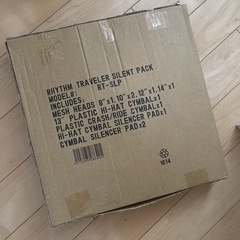 RHYTHM TRAVELER SILENT PACK
MODEL#: RT-SLP
INCLUDES:
MESH HEADS 8"x1.10"x2.12"x1.14"x1
13" PLASTIC HI-HAT CYMBALx1
PLASTIC CRASH/RIDE CYMBALx1
HI-HAT CYMBAL SILENCER PADx1
CYMBAL SILENCER PADx2
1614